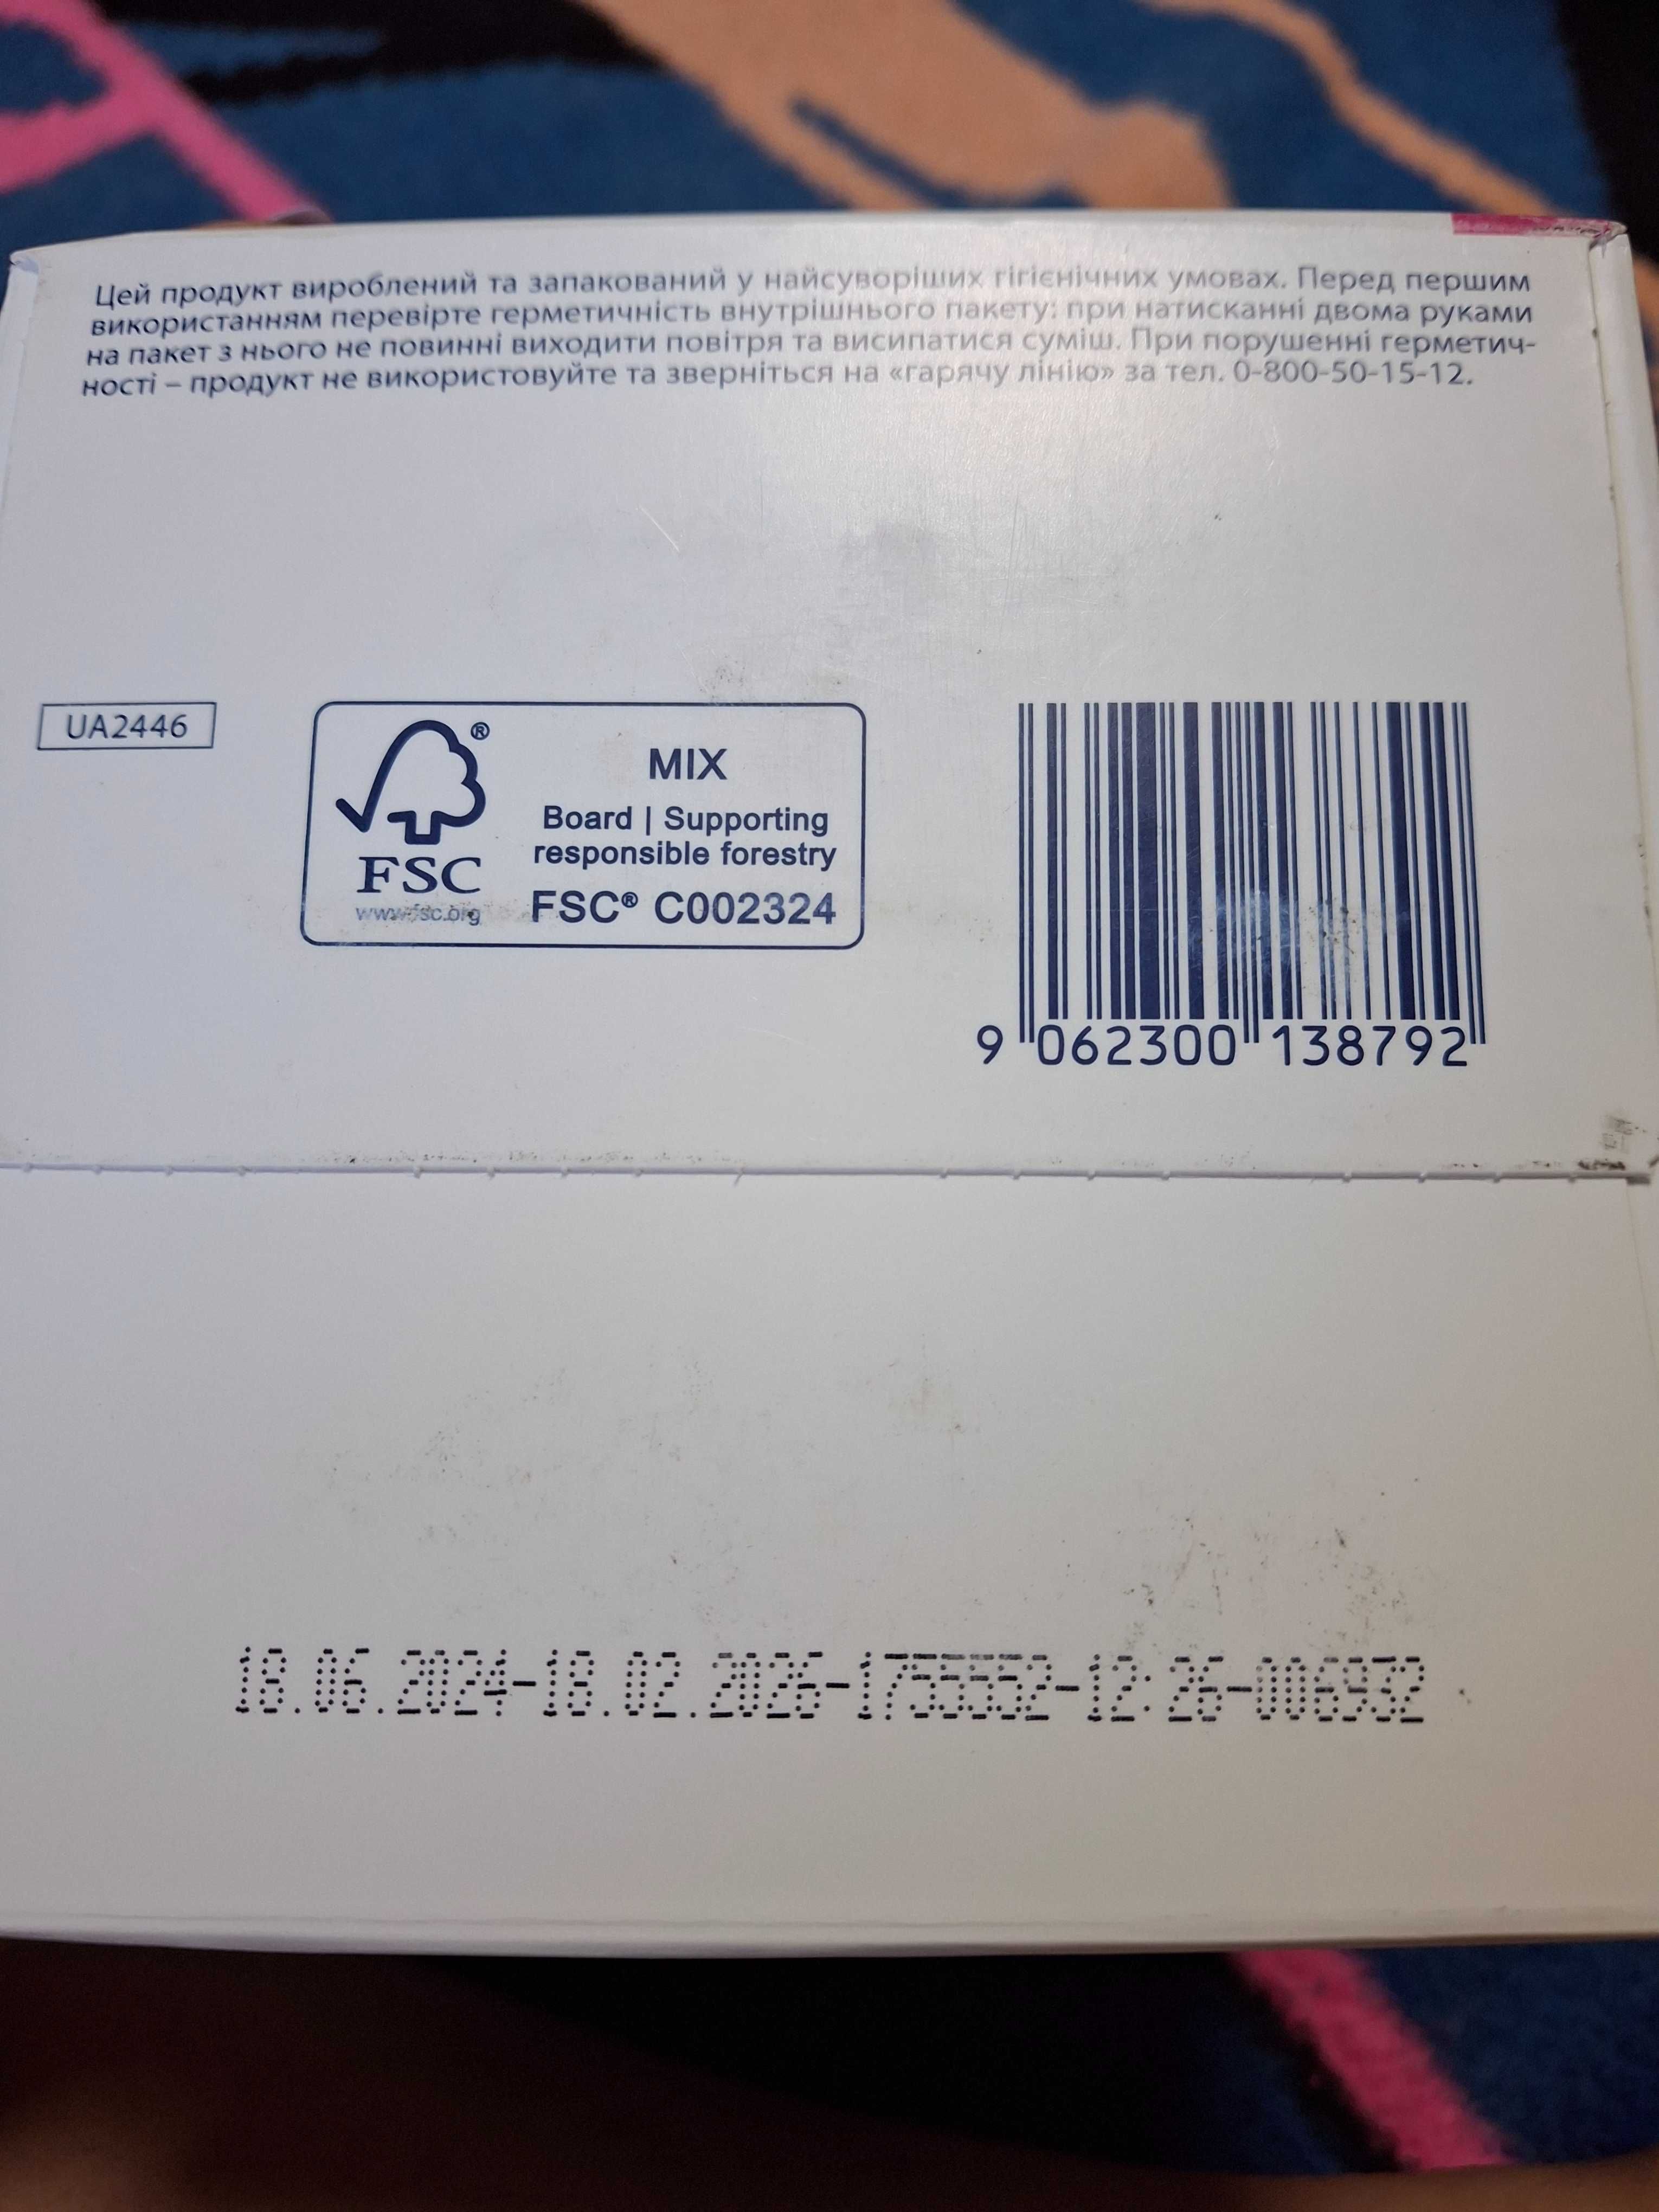 Цей продукт вироблений та запакований у найсуворіших гігієнічних умовах. Перед першим
використанням перевірте герметичність внутрішнього пакету: при натисканні двома руками
на пакет з нього не повинні виходити повітря та висипатися суміш. При порушенні герметич-
ності – продукт не використовуйте та зверніться на «гарячу лінію» за тел. 0-800-50-15-12.
UA2446
®
MIX
Board | Supporting
responsible forestry
FSC
www.fsc.org
FSC® C002324
9 062300 138792
18.06.2024-18.02.2026-1755552-12:26-006932